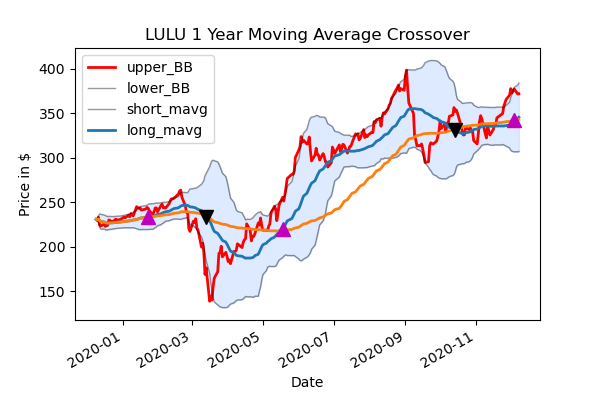 LULU 1 Year Moving Average Crossover
upper_BB
lower_BB
short_mavg
long_mavg
Price in $
400
350
300
250
200
150
2020-01
2020-03
2020-05
2020-07
2020-09
2020-11
Date